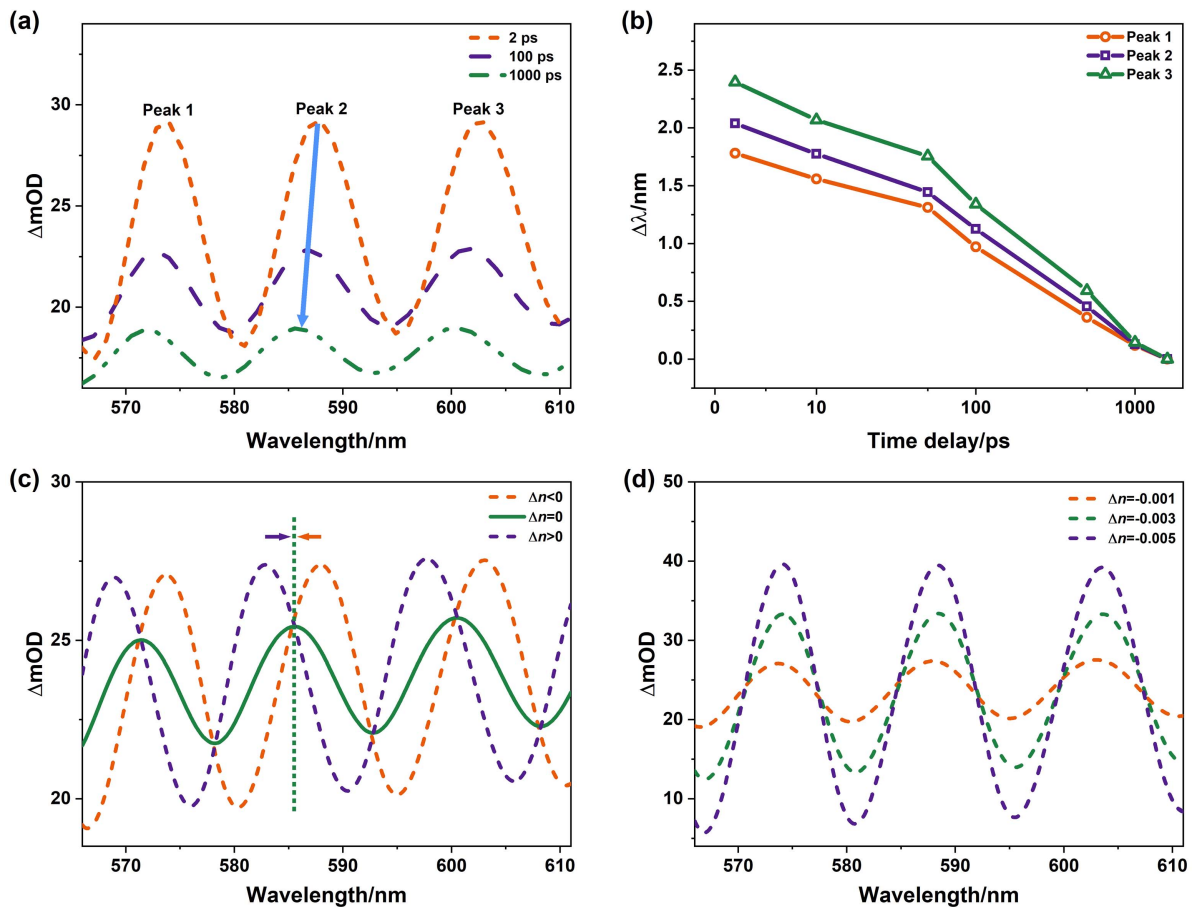 (a)
2 ps
100 ps
1000 ps
Peak 1
Peak 2
Peak 3
30
25
20
ΔmOD
570
580
590
600
610
Wavelength/nm
(b)
Peak 1
Peak 2
Peak 3
2.5
2.0
1.5
1.0
0.5
0.0
Δλ/nm
0
10
100
1000
Time delay/ps
(c)
Δn<0
Δn=0
Δn>0
30
25
20
ΔmOD
570
580
590
600
610
Wavelength/nm
(d)
Δn=-0.001
Δn=-0.003
Δn=-0.005
50
40
30
20
10
ΔmOD
570
580
590
600
610
Wavelength/nm